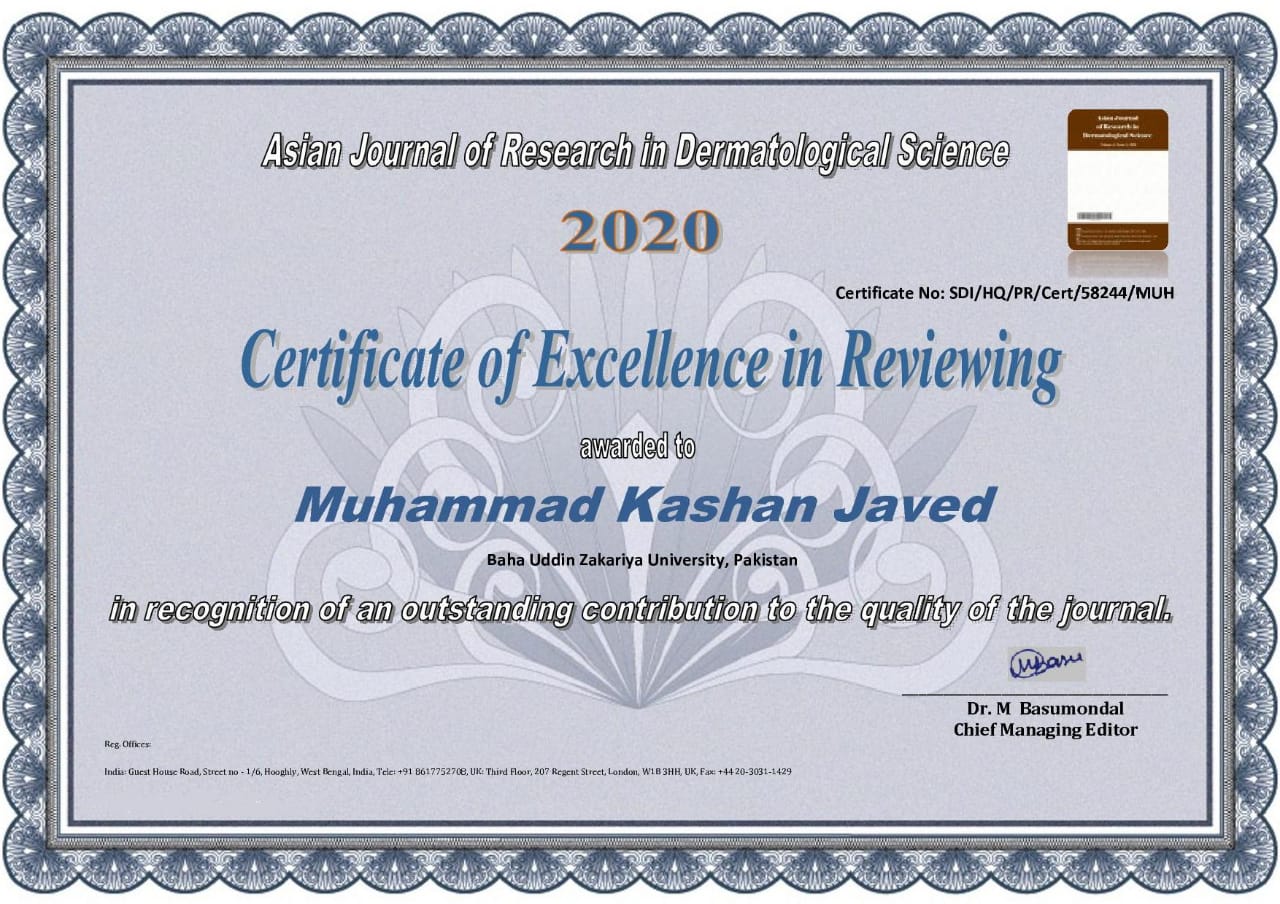 Asian Journal of Research in Dermatological Science
Asian Journal
of Research in
Dermatological Science
2020
Certificate No: SDI/HQ/PR/Cert/58244/MUH
Certificate of Excellence in Reviewing
awarded to
Muhammad Kashan Javed
Baha Uddin Zakariya University, Pakistan
in recognition of an outstanding contribution to the quality of the journal.
Dr. M Basumondal
Chief Managing Editor
Reg. Offices:
India: Guest House Road, Street no - 1/6, Hooghly, West Bengal, India, Tele: +91 8617752708, UK: Third Floor, 207 Regent Street, London, W1B 3HH, UK, Fax: +44 20-3031-1429